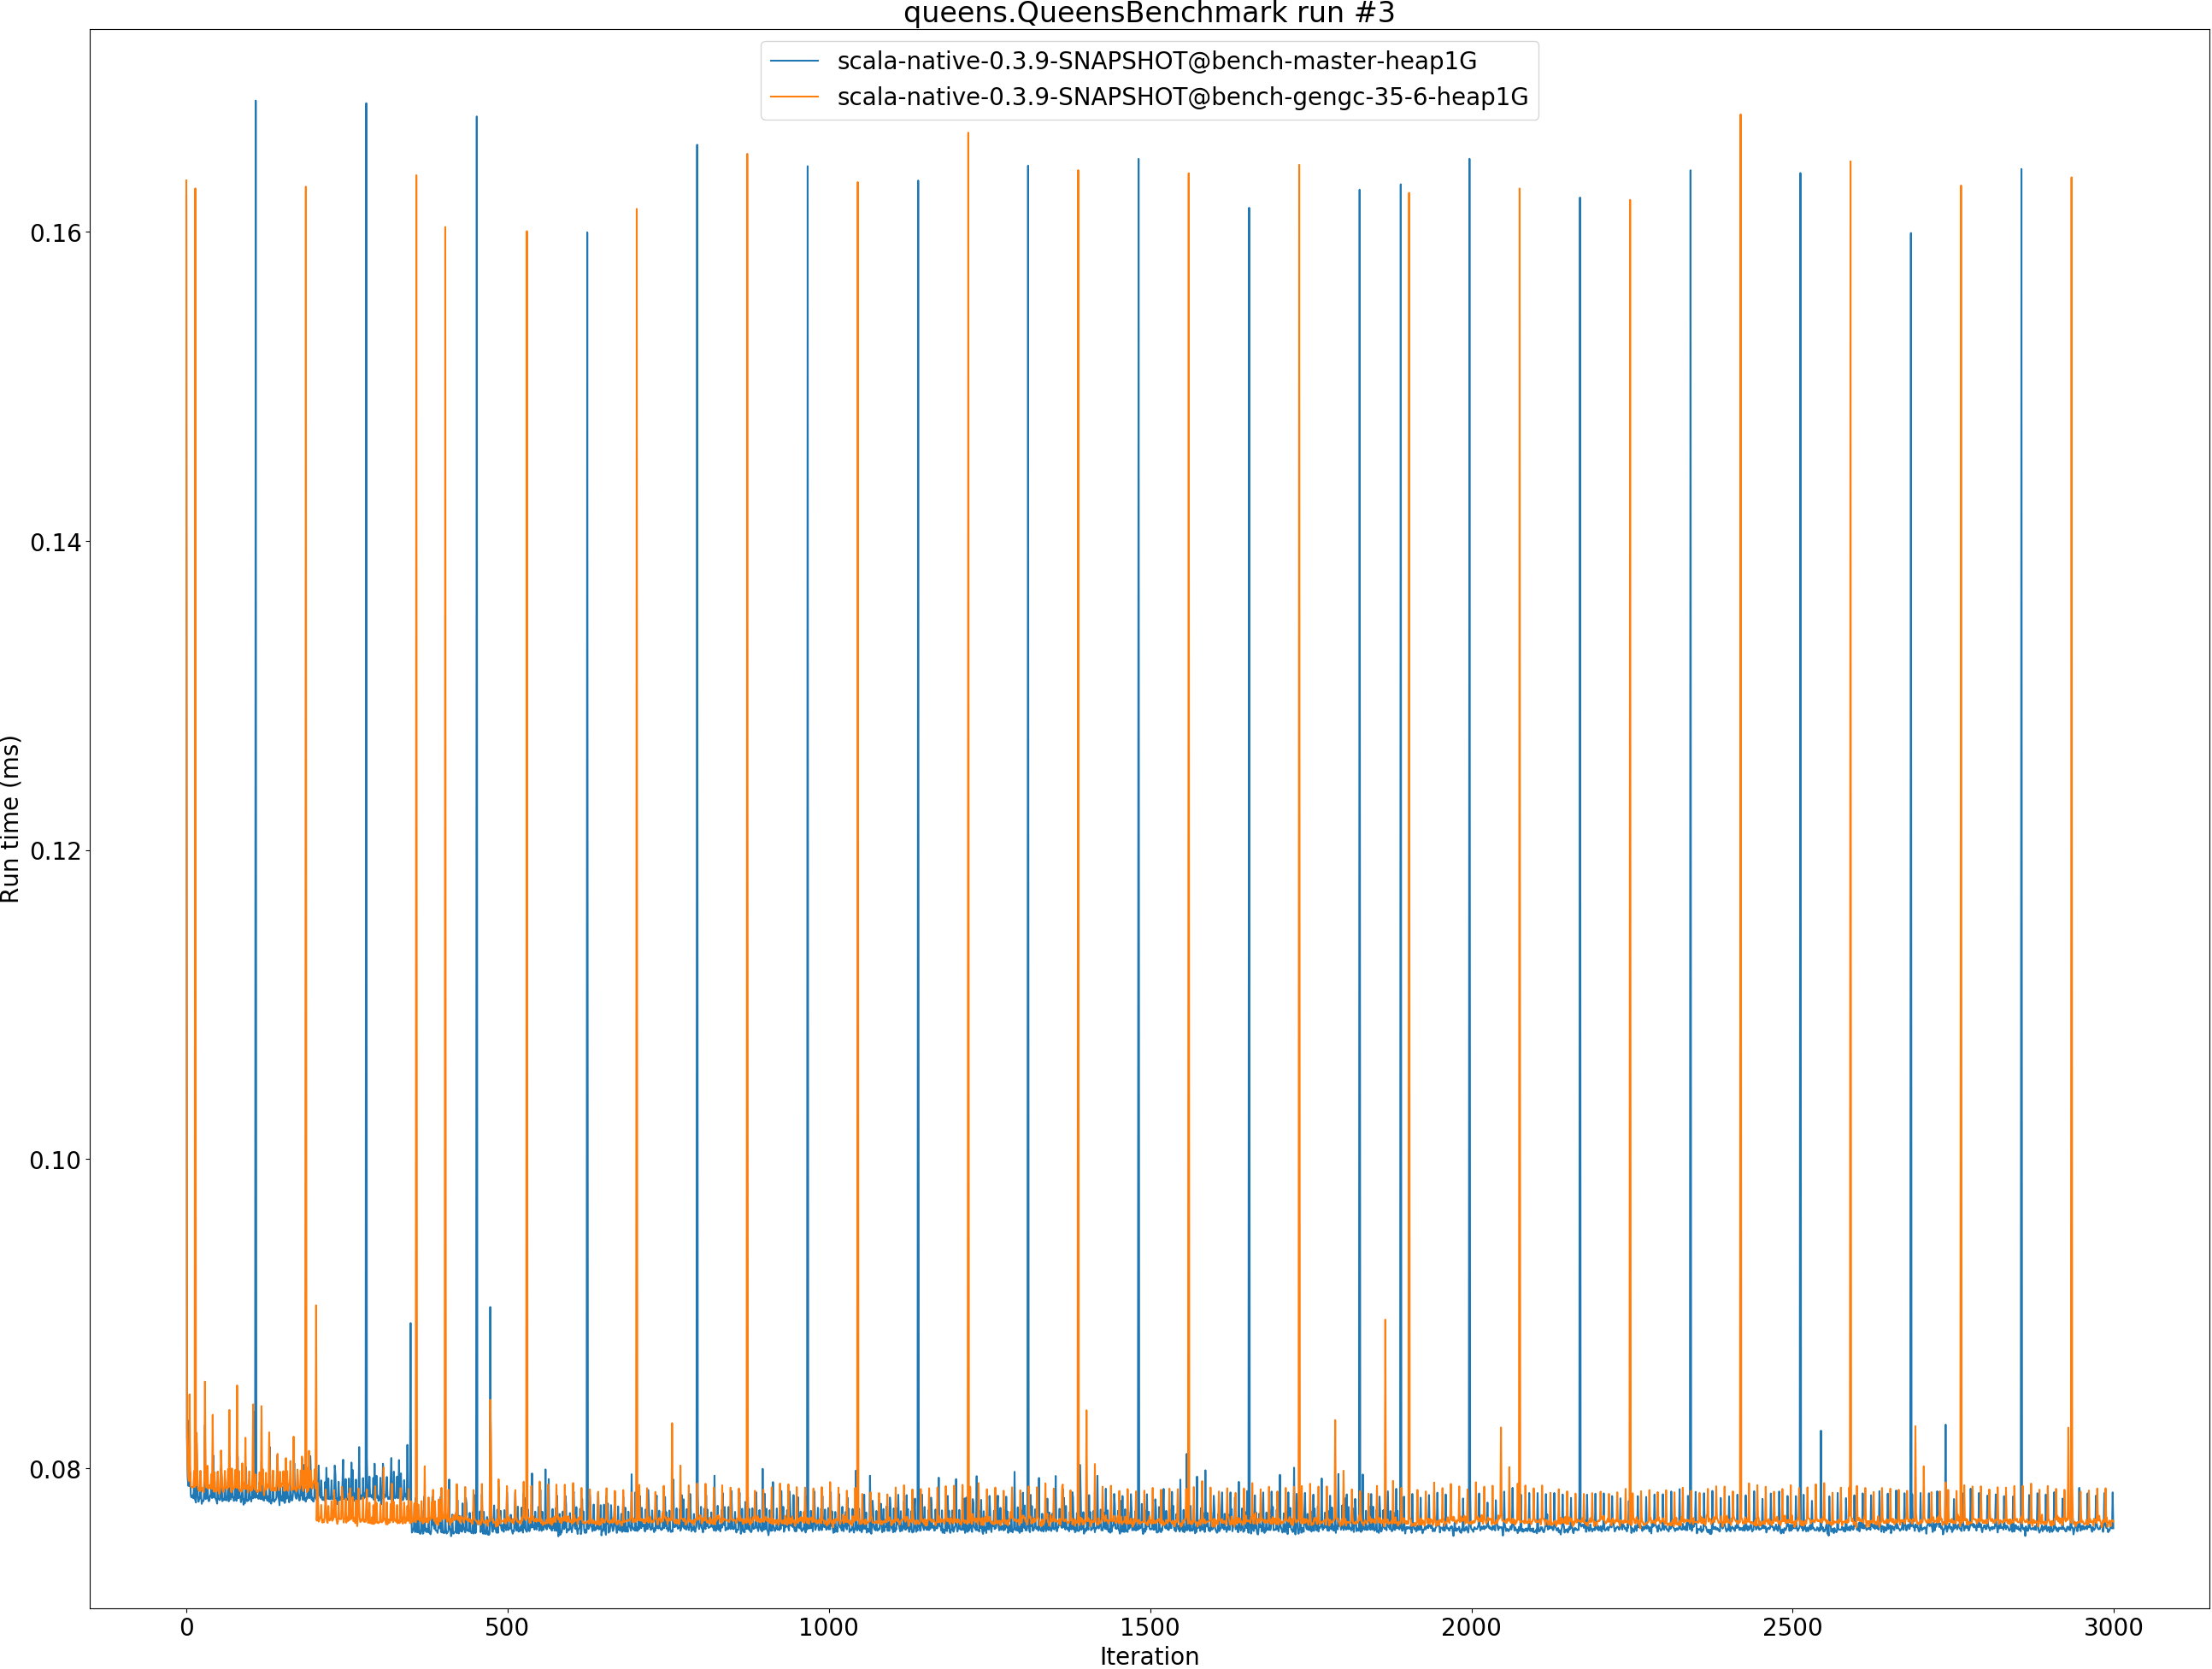 queens.QueensBenchmark run #3
scala-native-0.3.9-SNAPSHOT@bench-master-heap1G
scala-native-0.3.9-SNAPSHOT@bench-gengc-35-6-heap1G
0.16
0.14
0.12
0.10
0.08
Run time (ms)
0 500 1000 1500 2000 2500 3000
Iteration